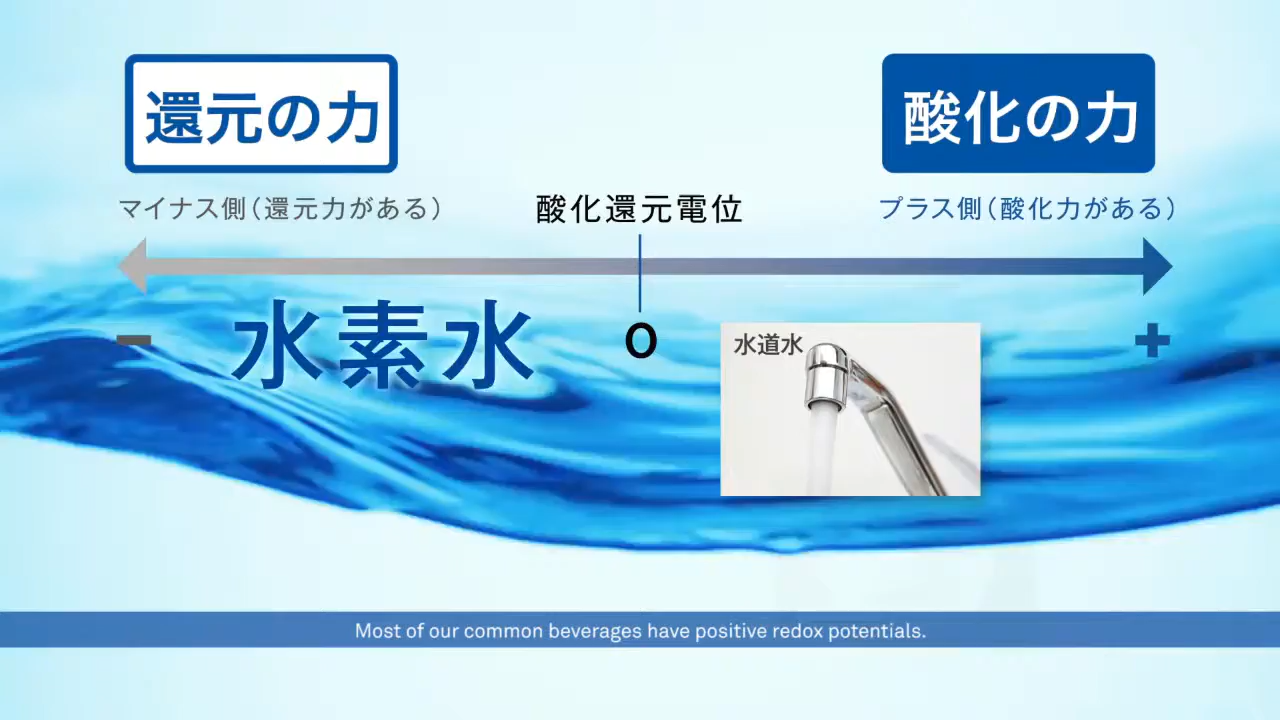 還元の力
酸化の力
マイナス側（還元力がある）
酸化還元電位
プラス側（酸化力がある）
－
水素水
0
水道水
＋
Most of our common beverages have positive redox potentials.